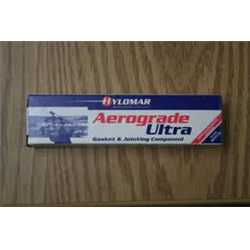 HYLOMAR
Aerograde
Ultra
Gasket & Jointing Compound